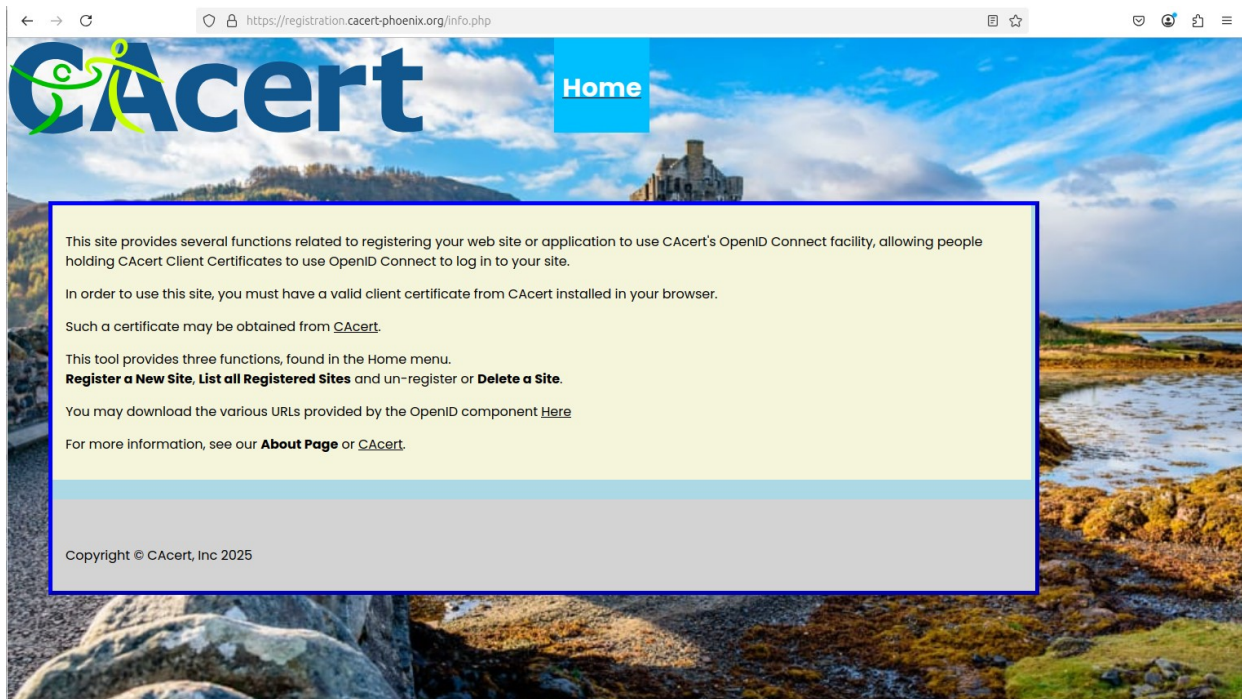 https://registration.cacert-phoenix.org/info.php
CAcert
Home
This site provides several functions related to registering your web site or application to use CAcert's OpenID Connect facility, allowing people
holding CAcert Client Certificates to use OpenID Connect to log in to your site.
In order to use this site, you must have a valid client certificate from CAcert installed in your browser.
Such a certificate may be obtained from CAcert.
This tool provides three functions, found in the Home menu.
Register a New Site, List all Registered Sites and un-register or Delete a Site.
You may download the various URLs provided by the OpenID component Here
For more information, see our About Page or CAcert.
Copyright © CAcert, Inc 2025